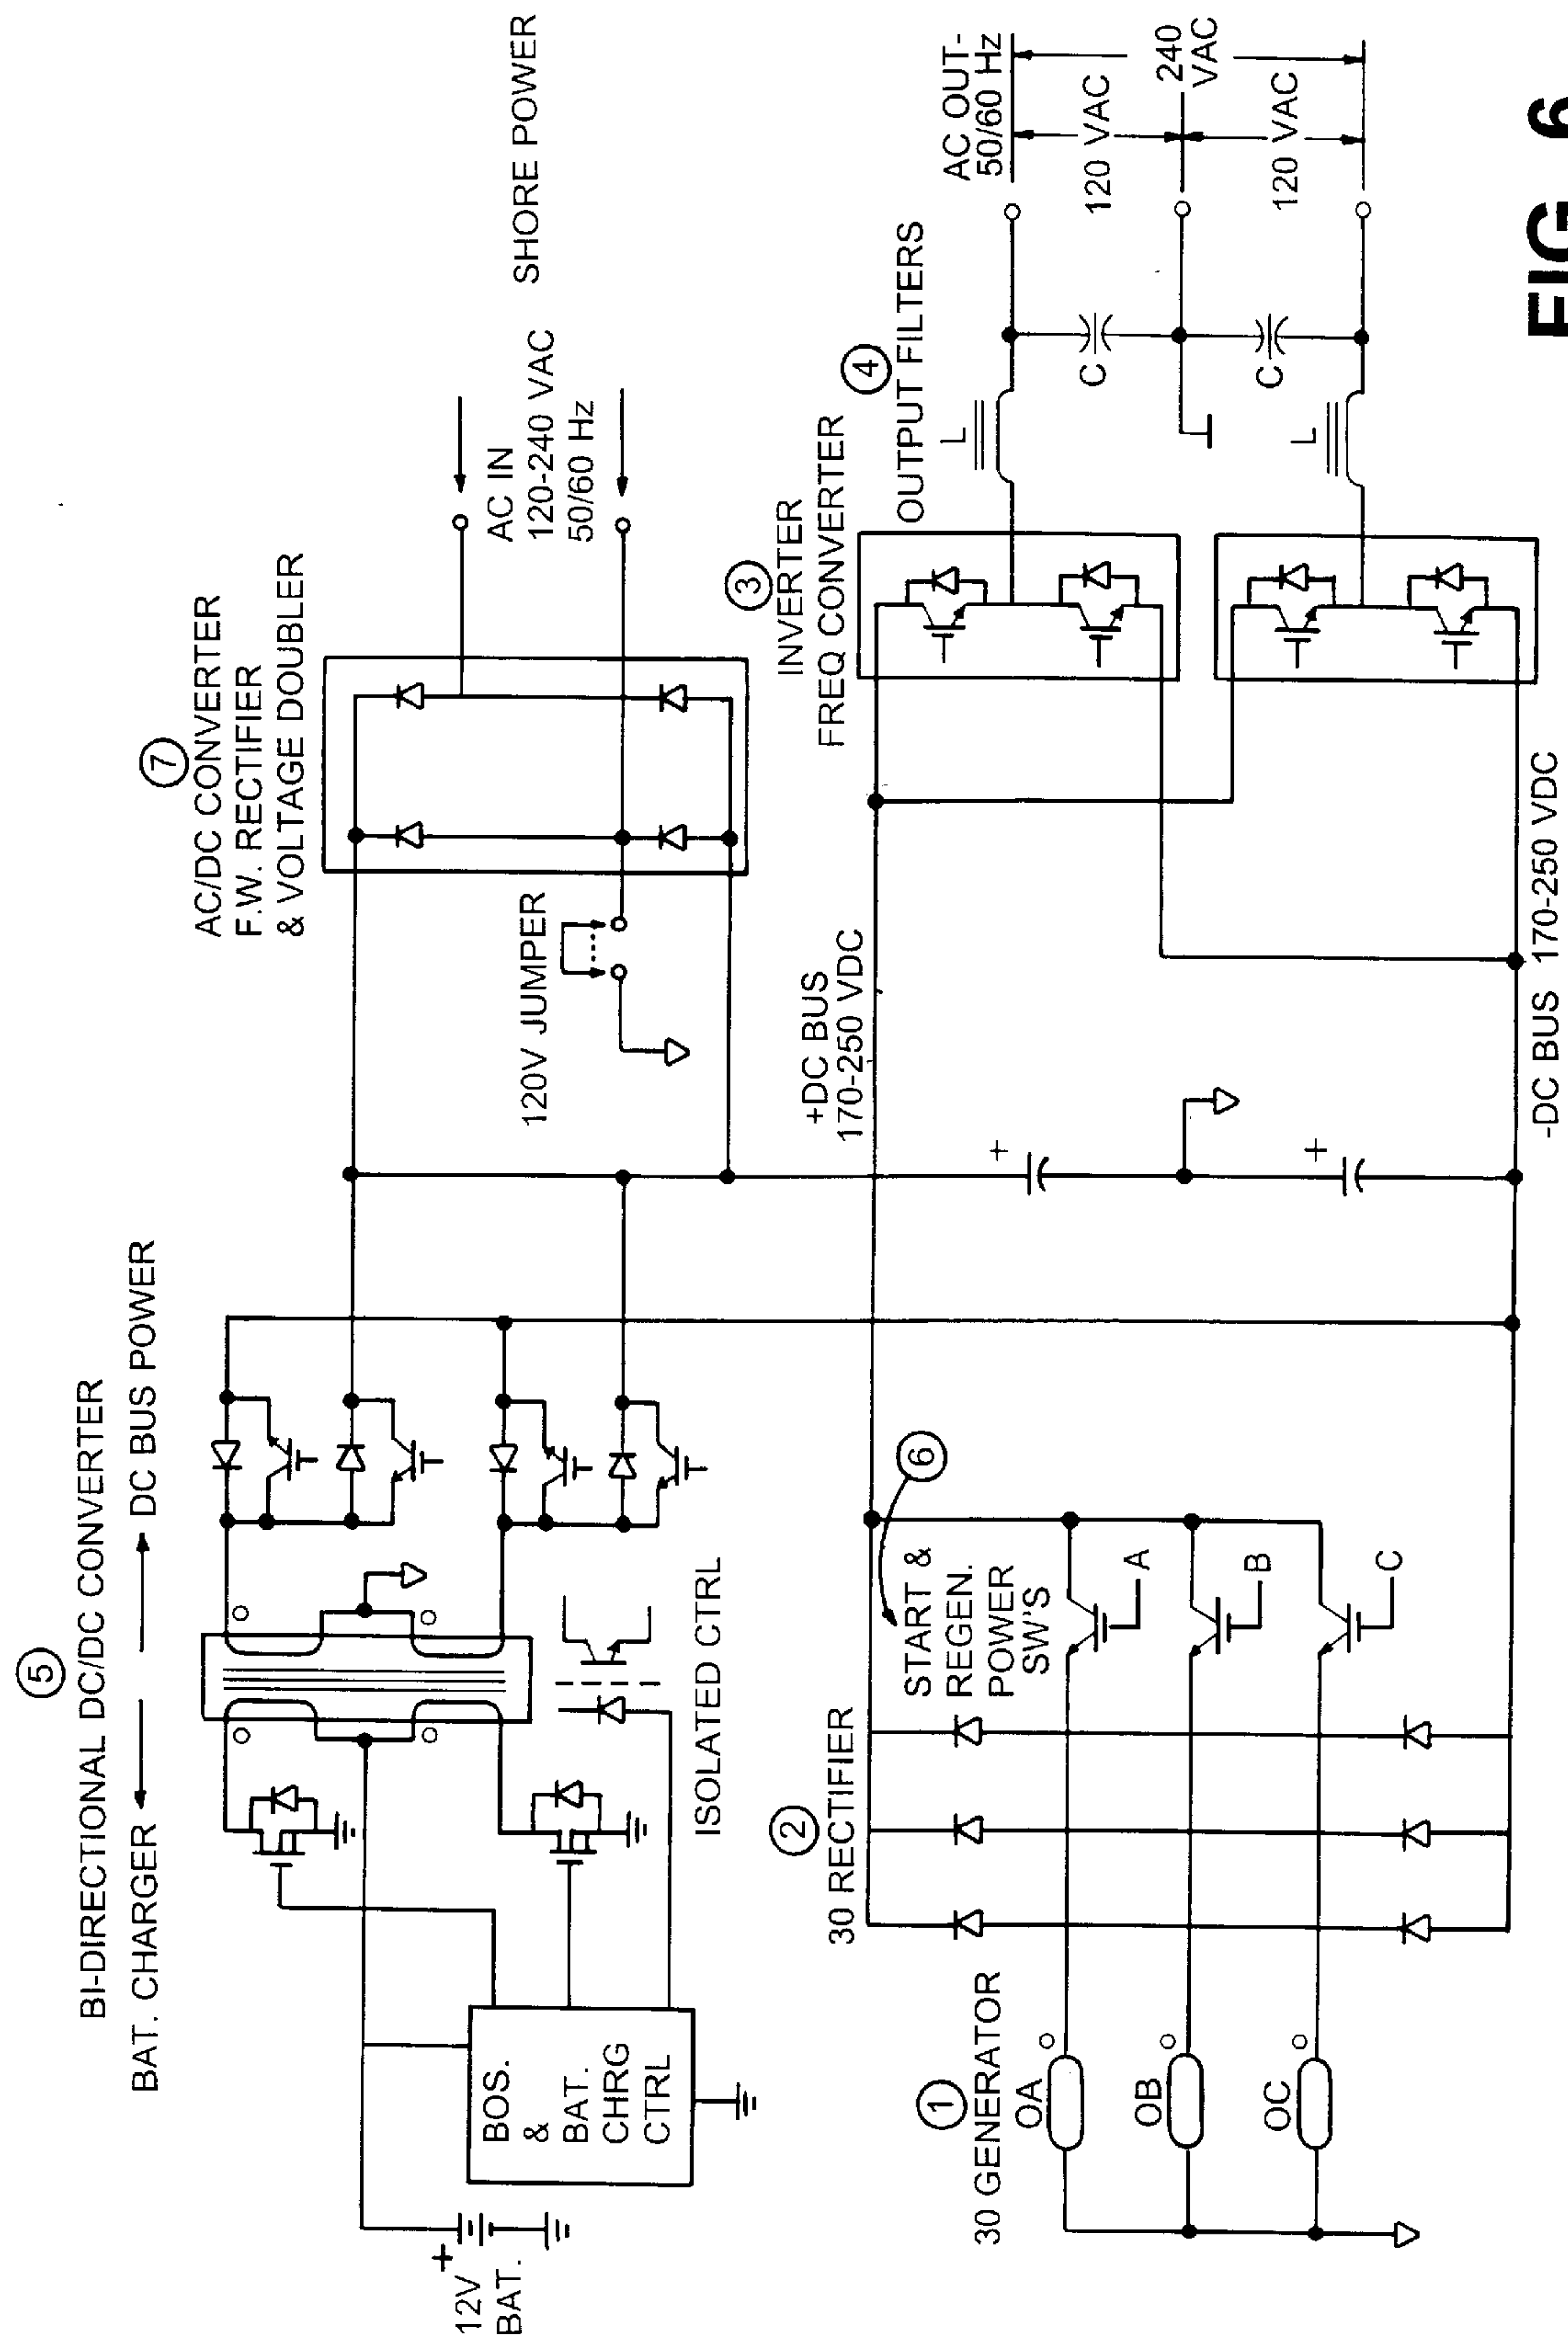 5
BI-DIRECTIONAL DC/DC CONVERTER
BAT. CHARGER
DC BUS POWER
12V
BAT.
+
BOS.
&
BAT.
CHRG
CTRL
ISOLATED CTRL
7
AC/DC CONVERTER
F.W. RECTIFIER
& VOLTAGE DOUBLER
120V JUMPER
AC IN
120-240 VAC
50/60 Hz
SHORE POWER
1
30 GENERATOR
OA
OB
OC
2
30 RECTIFIER
6
START &
REGEN.
POWER
SW'S
A
B
C
+DC BUS
170-250 VDC
+
+
-DC BUS 170-250 VDC
3
INVERTER
FREQ CONVERTER
4
OUTPUT FILTERS
L
L
C
C
AC OUT-
50/60 Hz
120 VAC
120 VAC
240
VAC
FIG 6